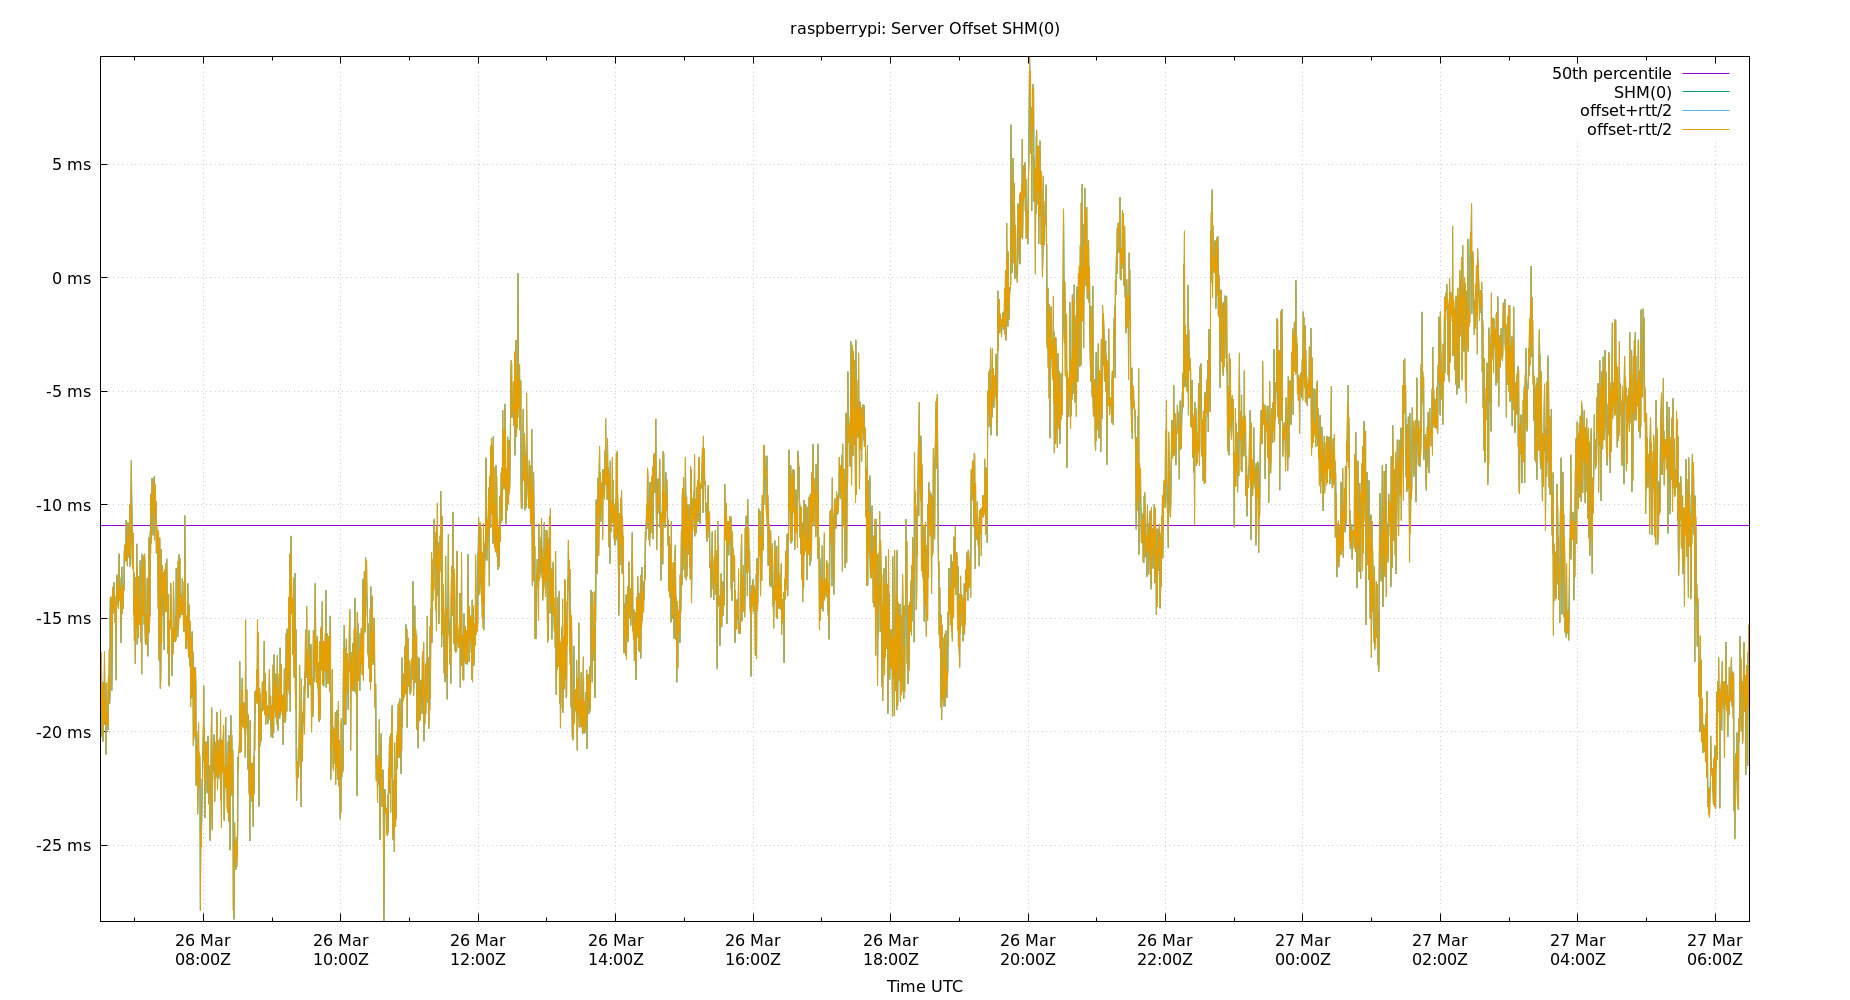 raspberrypi: Server Offset SHM(0)
50th percentile
SHM(0)
offset+rtt/2
offset-rtt/2
5 ms
0 ms
-5 ms
-10 ms
-15 ms
-20 ms
-25 ms
26 Mar 26 Mar 26 Mar 26 Mar 26 Mar 26 Mar 26 Mar 26 Mar 27 Mar 27 Mar 27 Mar 27 Mar
08:00Z 10:00Z 12:00Z 14:00Z 16:00Z 18:00Z 20:00Z 22:00Z 00:00Z 02:00Z 04:00Z 06:00Z
Time UTC